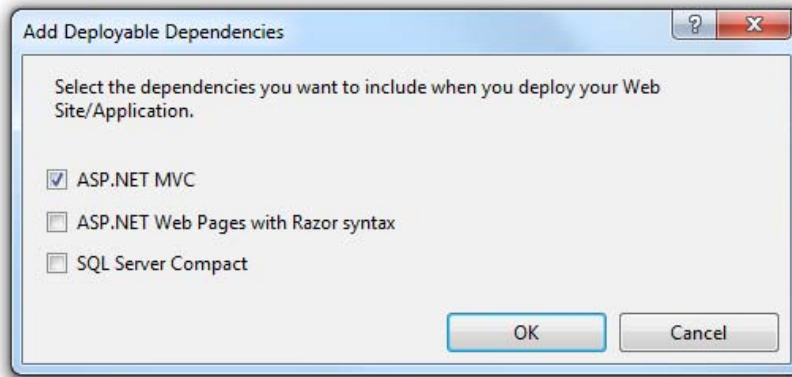 Add Deployable Dependencies
?
Select the dependencies you want to include when you deploy your Web
Site/Application.
ASP.NET MVC
ASP.NET Web Pages with Razor syntax
SQL Server Compact
OK
Cancel